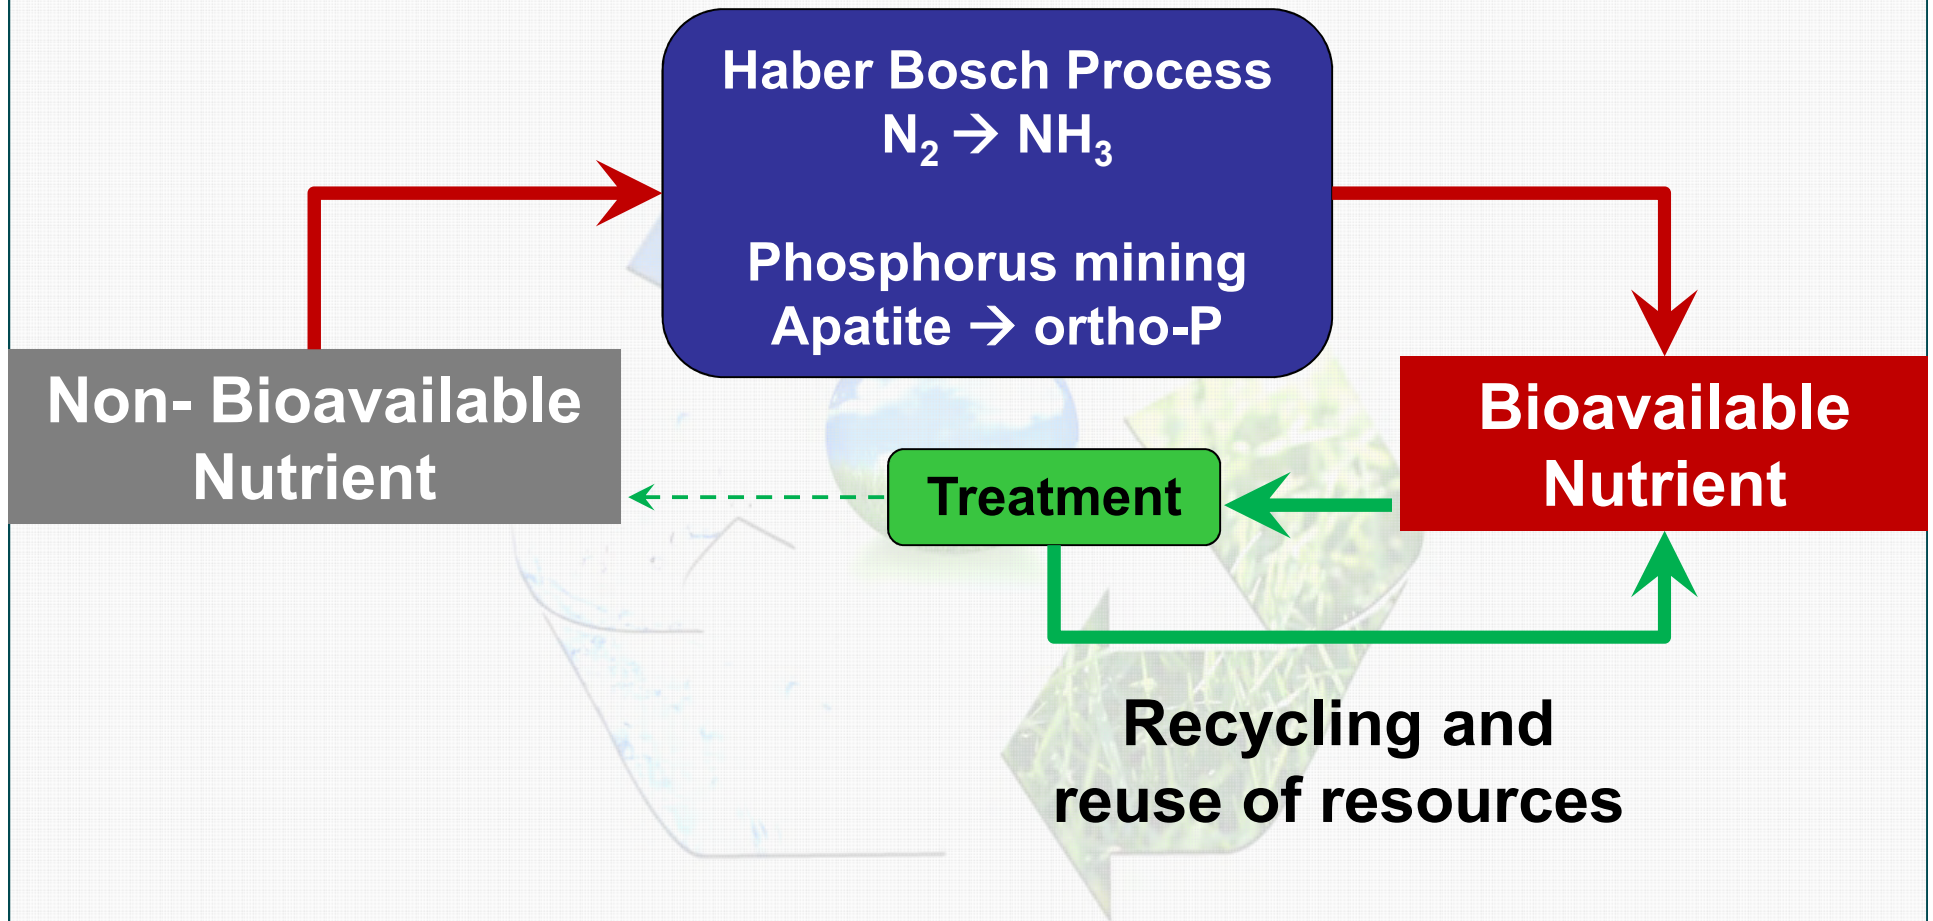 Haber Bosch Process
N₂ → NH₃
Phosphorus mining
Apatite → ortho-P
Non- Bioavailable
Nutrient
Bioavailable
Nutrient
Treatment
Recycling and
reuse of resources